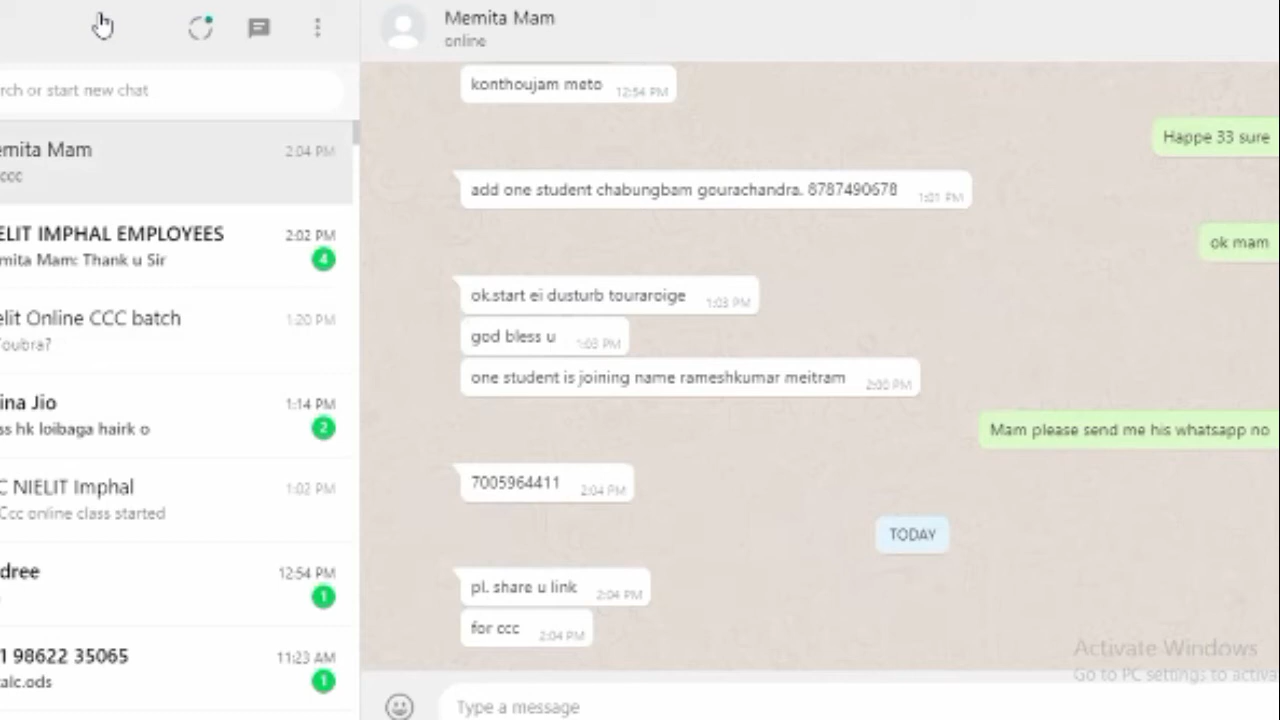 rch or start new chat
emita Mam
2:04 PM
ccc
ELIT IMPHAL EMPLOYEES
2:02 PM
mita Mam: Thank u Sir
4
elit Online CCC batch
1:20 PM
oubra?
ina Jio
1:14 PM
ss hk loibaga hairk o
2
C NIELIT Imphal
1:02 PM
Ccc online class started
dree
12:54 PM
1
1 98622 35065
11:23 AM
alc.ods
1
Memita Mam
online
konthoujam meto 12:54 PM
Happe 33 sure
add one student chabungbam gourachandra. 8787490678 1:01 PM
ok mam
ok.start ei dusturb touraroige 1:03 PM
god bless u 1:03 PM
one student is joining name rameshkumar meitram 2:00 PM
Mam please send me his whatsapp no
7005964411 2:04 PM
TODAY
pl. share u link 2:04 PM
for ccc 2:04 PM
Activate Windows
Go to PC settings to activa
Type a message